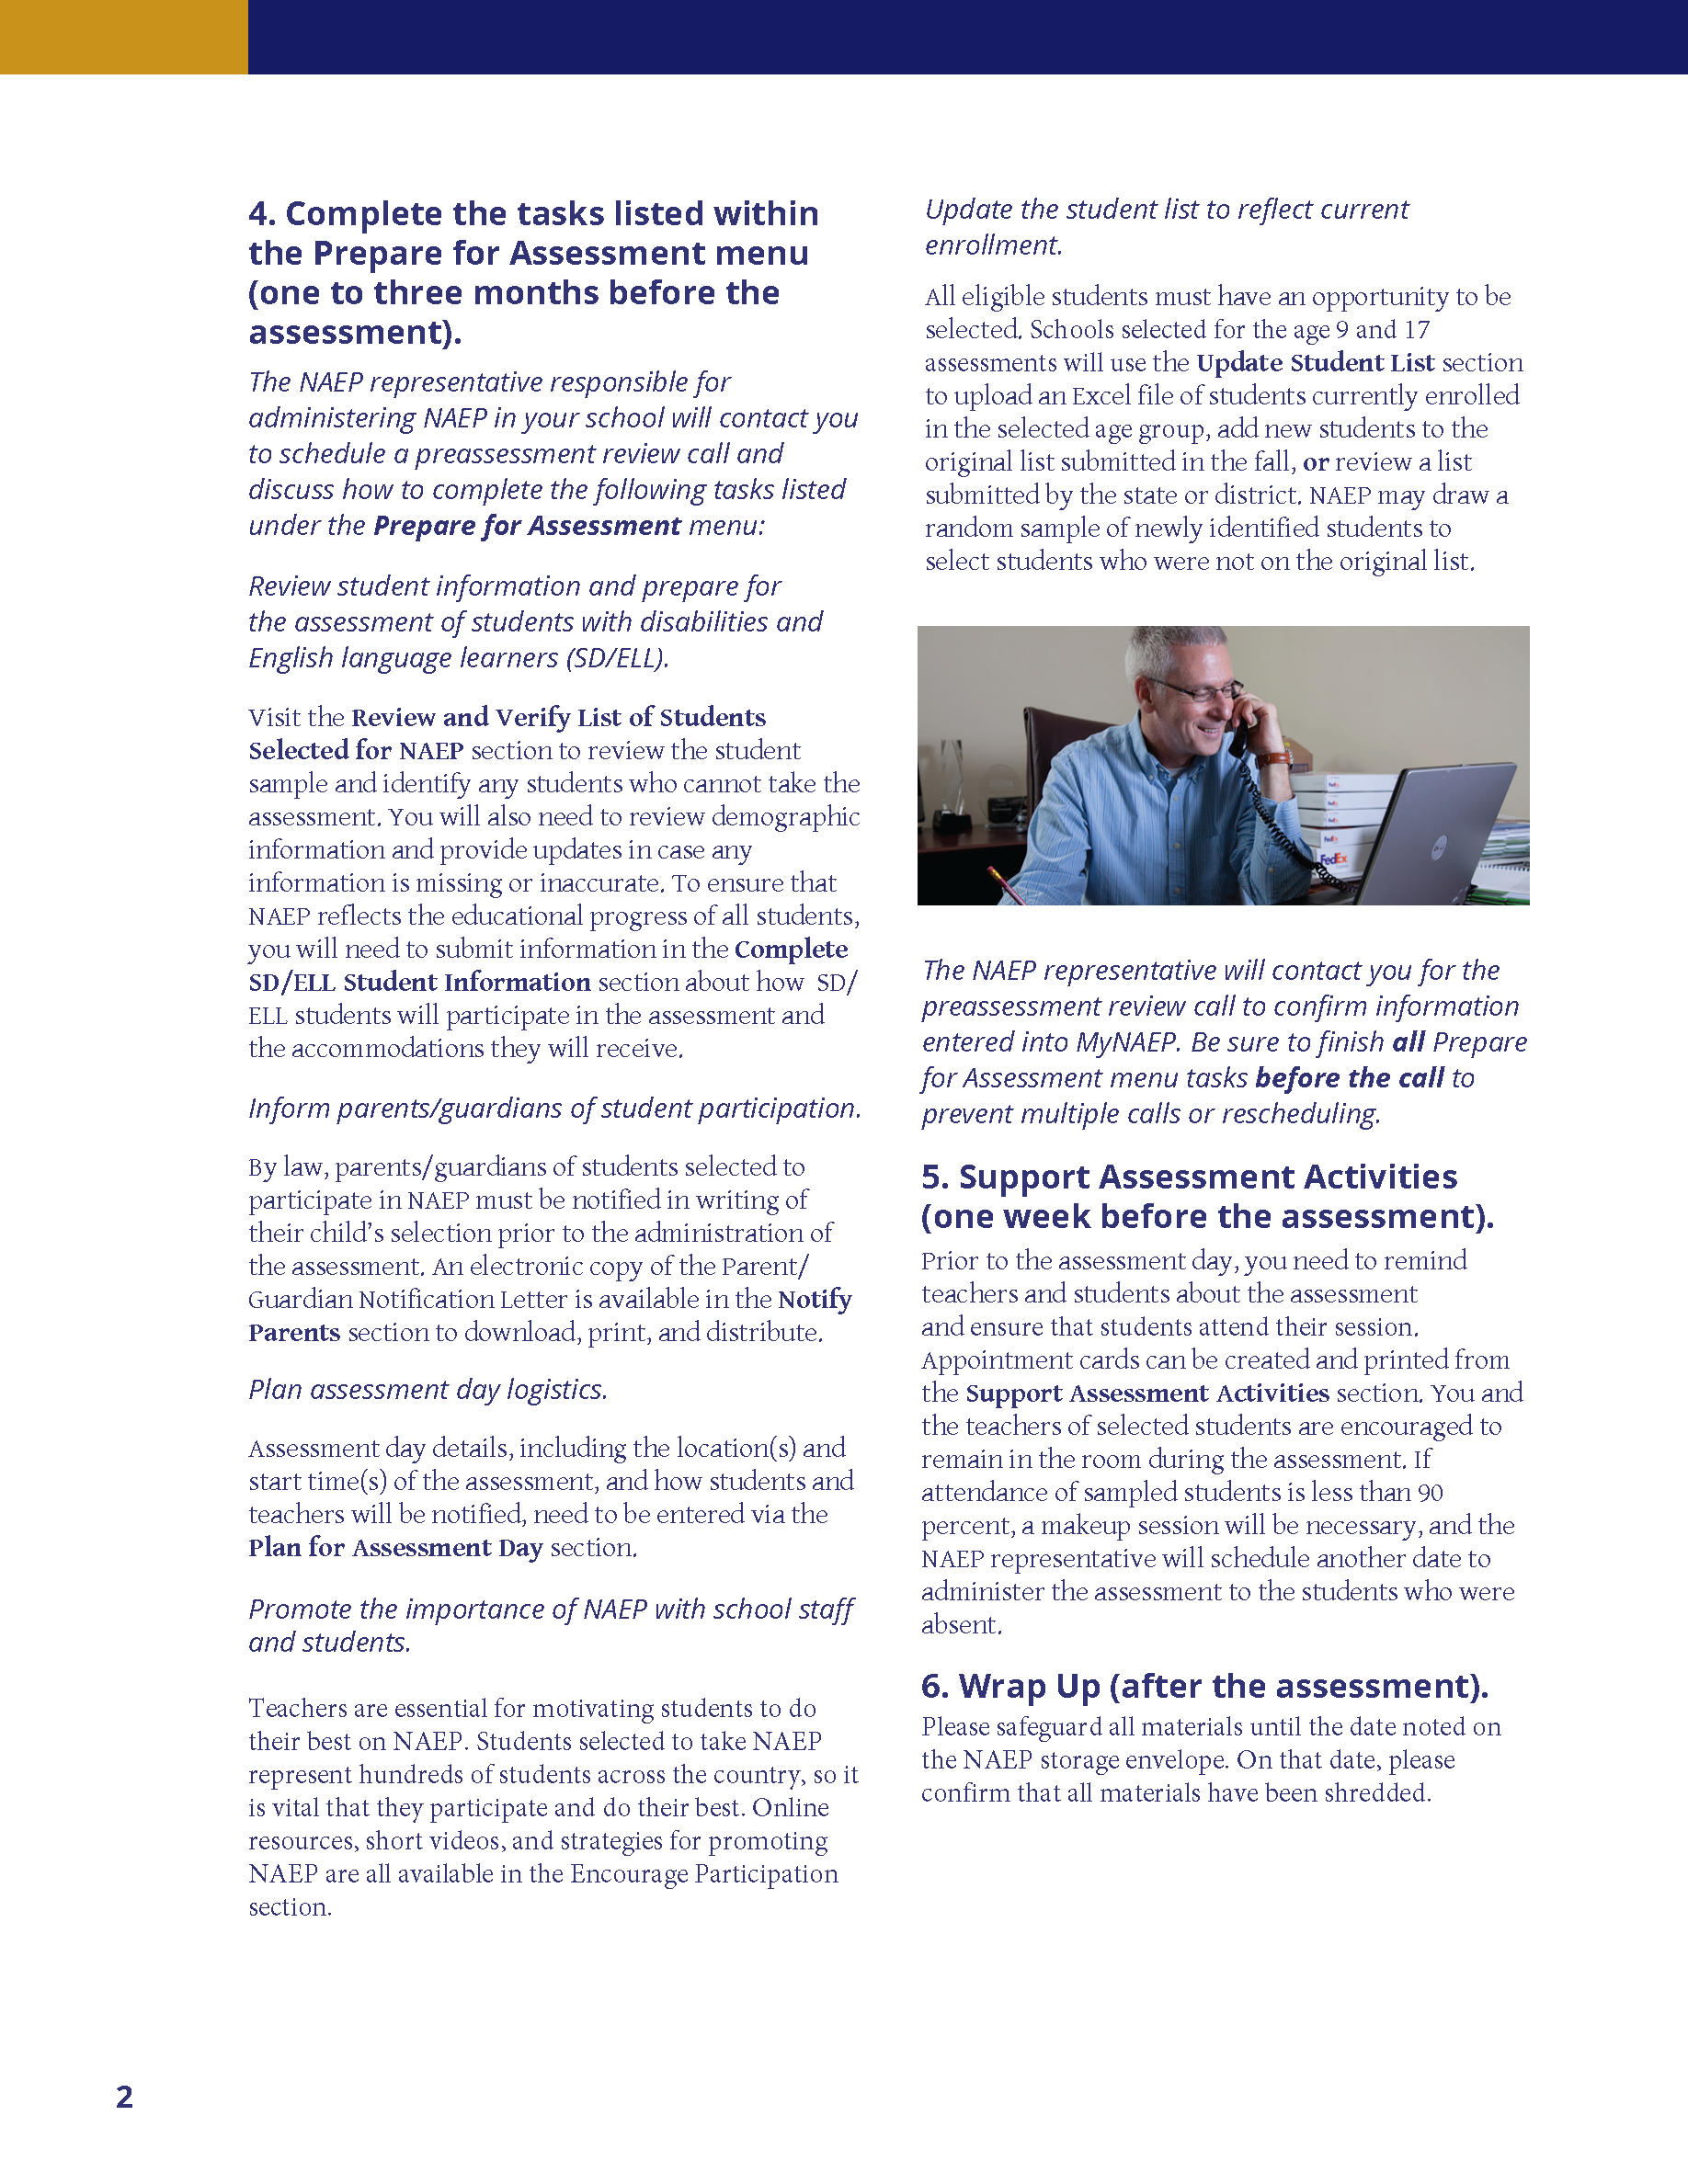 4. Complete the tasks listed within
the Prepare for Assessment menu
(one to three months before the
assessment).
The NAEP representative responsible for
administering NAEP in your school will contact you
to schedule a preassessment review call and
discuss how to complete the following tasks listed
under the Prepare for Assessment menu:
Review student information and prepare for
the assessment of students with disabilities and
English language learners (SD/ELL).
Visit the Review and Verify List of Students
Selected for NAEP section to review the student
sample and identify any students who cannot take the
assessment. You will also need to review demographic
information and provide updates in case any
information is missing or inaccurate. To ensure that
NAEP reflects the educational progress of all students,
you will need to submit information in the Complete
SD/ELL Student Information section about how SD/
ELL students will participate in the assessment and
the accommodations they will receive.
Inform parents/guardians of student participation.
By law, parents/guardians of students selected to
participate in NAEP must be notified in writing of
their child's selection prior to the administration of
the assessment. An electronic copy of the Parent/
Guardian Notification Letter is available in the Notify
Parents section to download, print, and distribute.
Plan assessment day logistics.
Assessment day details, including the location(s) and
start time(s) of the assessment, and how students and
teachers will be notified, need to be entered via the
Plan for Assessment Day section.
Promote the importance of NAEP with school staff
and students.
Teachers are essential for motivating students to do
their best on NAEP. Students selected to take NAEP
represent hundreds of students across the country, so it
is vital that they participate and do their best. Online
resources, short videos, and strategies for promoting
NAEP are all available in the Encourage Participation
section.
Update the student list to reflect current
enrollment.
All eligible students must have an opportunity to be
selected. Schools selected for the age 9 and 17
assessments will use the Update Student List section
to upload an Excel file of students currently enrolled
in the selected age group, add new students to the
original list submitted in the fall, or review a list
submitted by the state or district. NAEP may draw a
random sample of newly identified students to
select students who were not on the original list.
FedEx
The NAEP representative will contact you for the
preassessment review call to confirm information
entered into MyNAEP. Be sure to finish all Prepare
for Assessment menu tasks before the call to
prevent multiple calls or rescheduling.
5. Support Assessment Activities
(one week before the assessment).
Prior to the assessment day, you need to remind
teachers and students about the assessment
and ensure that students attend their session.
Appointment cards can be created and printed from
the Support Assessment Activities section. You and
the teachers of selected students are encouraged to
remain in the room during the assessment. If
attendance of sampled students is less than 90
percent, a makeup session will be necessary, and the
NAEP representative will schedule another date to
administer the assessment to the students who were
absent.
6. Wrap Up (after the assessment).
Please safeguard all materials until the date noted on
the NAEP storage envelope. On that date, please
confirm that all materials have been shredded.
2